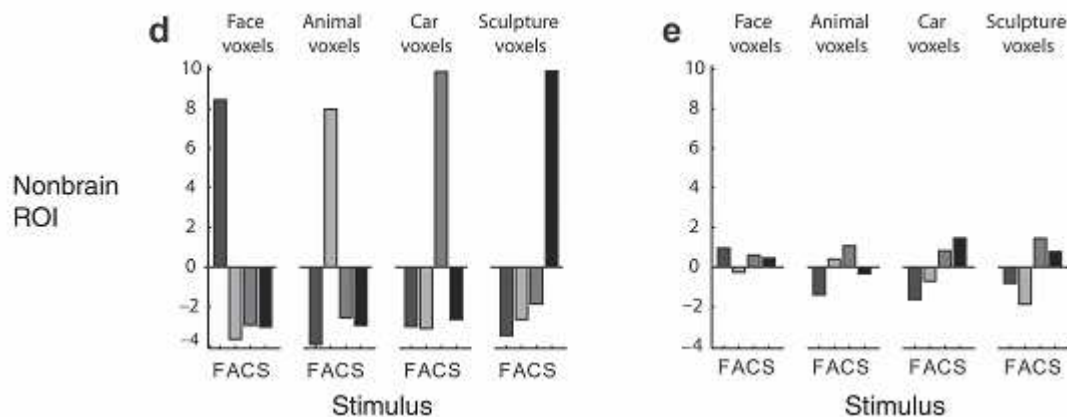 d
Face voxels
Animal voxels
Car voxels
Sculpture voxels
10
8
6
4
2
0
−2
−4
FACS
FACS
FACS
FACS
Stimulus
Nonbrain
ROI
e
Face voxels
Animal voxels
Car voxels
Sculpture voxels
10
8
6
4
2
0
−2
−4
FACS
FACS
FACS
FACS
Stimulus